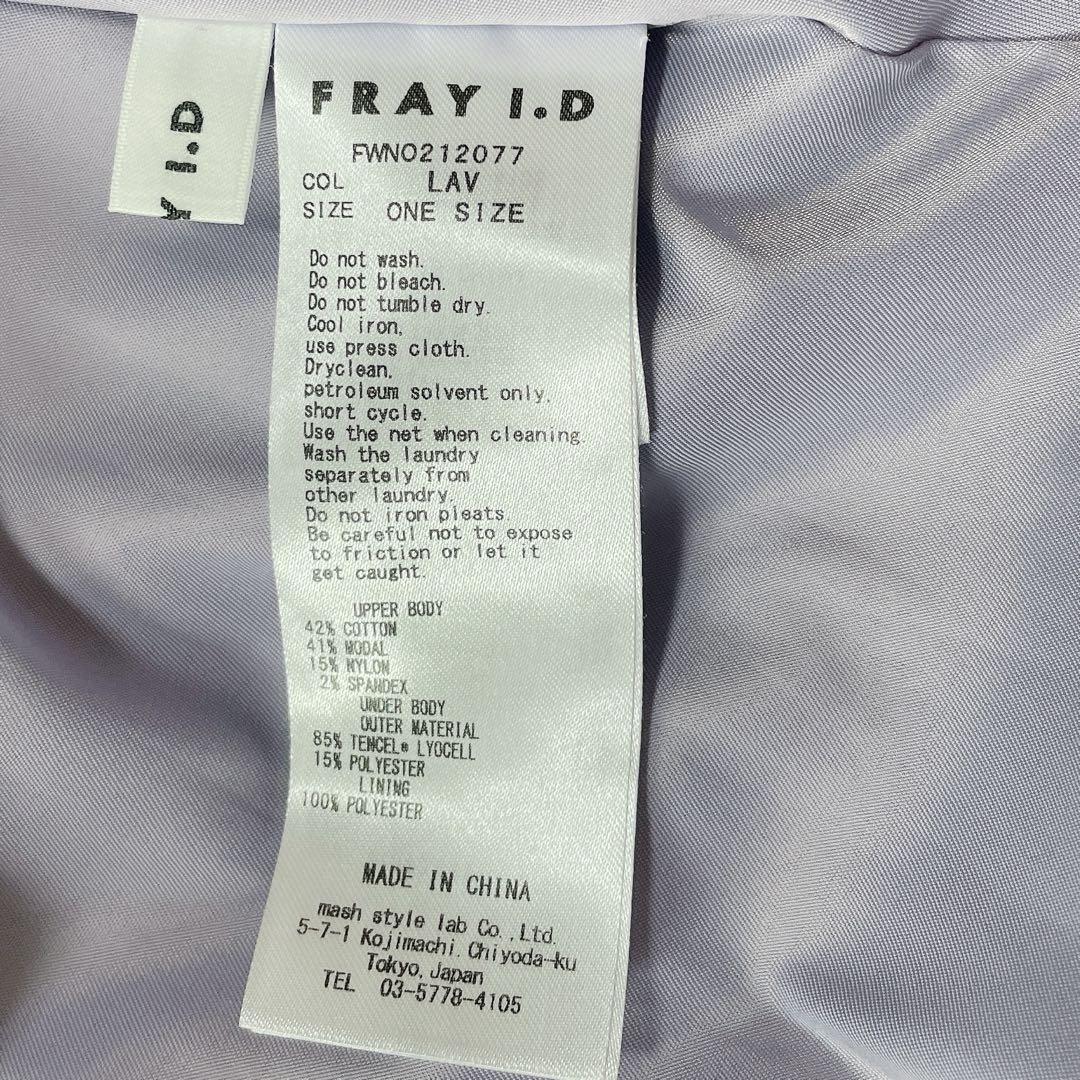 Y I.D
FRAY I.D
FWNO212077
COL LAV
SIZE ONE SIZE
Do not wash.
Do not bleach.
Do not tumble dry.
Cool iron,
use press cloth.
Dryclean,
petroleum solvent only,
short cycle.
Use the net when cleaning.
Wash the laundry
separately from
other laundry.
Do not iron pleats.
Be careful not to expose
to friction or let it
get caught.
UPPER BODY
42% COTTON
41% MODAL
15% NYLON
2% SPANDEX
UNDER BODY
OUTER MATERIAL
85% TENCEL® LYOCELL
15% POLYESTER
LINING
100% POLYESTER
MADE IN CHINA
mash style lab Co.,Ltd.
5-7-1 Kojimachi.Chiyoda-ku
Tokyo,Japan
TEL 03-5778-4105